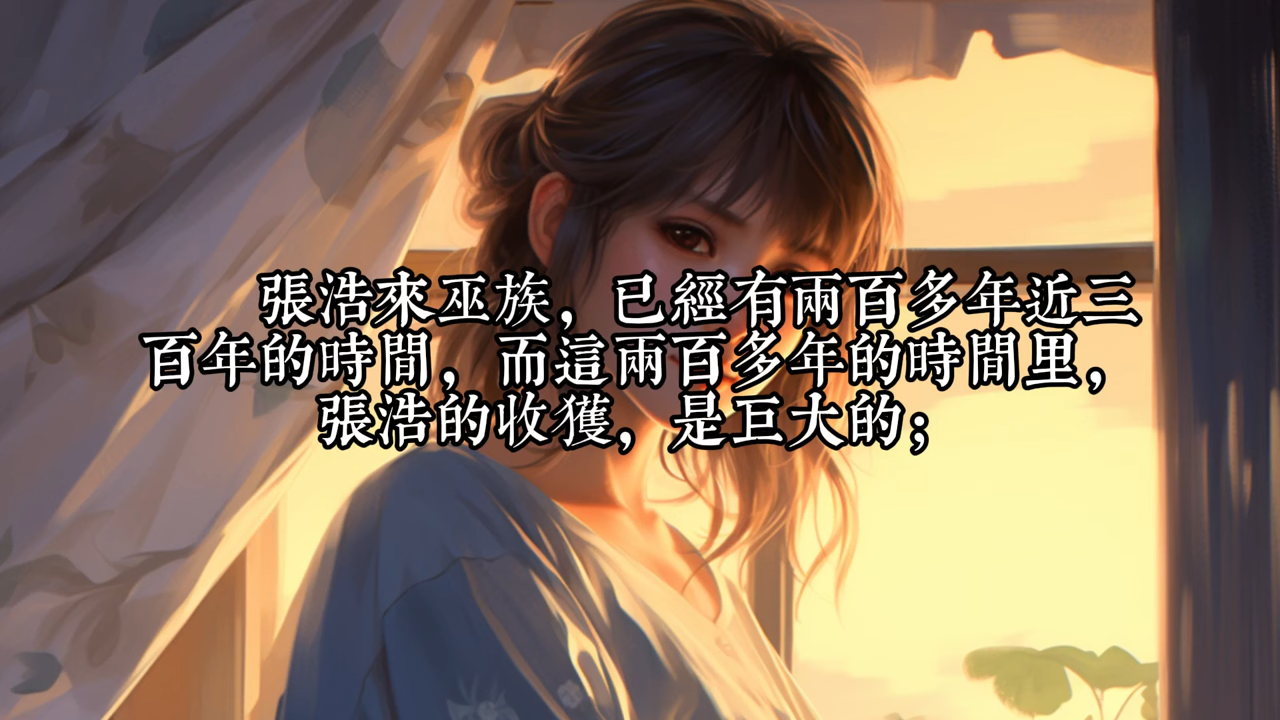 張浩來巫族，已經有兩百多年近三
百年的時間，而這兩百多年的時間里，
張浩的收獲，是巨大的；